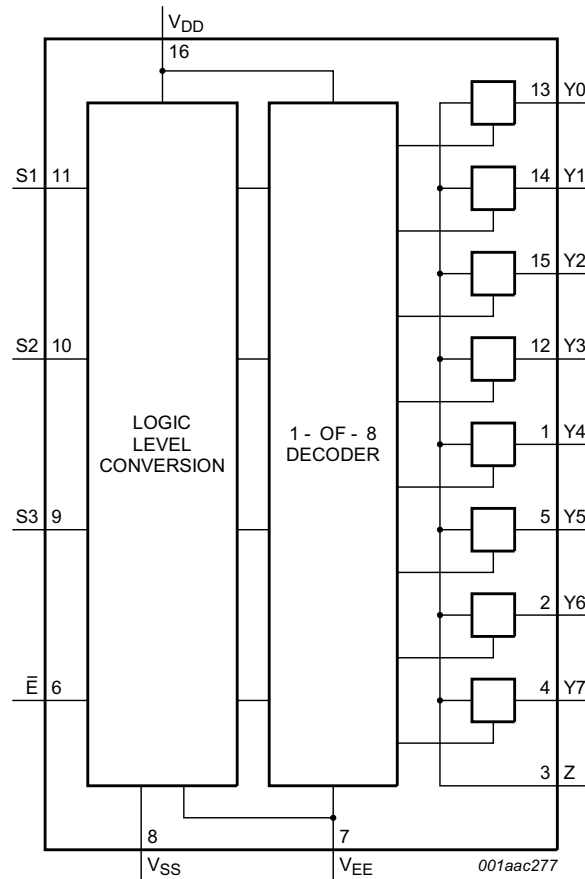 VDD
16
13 Y0
S1 11
14 Y1
15 Y2
S2 10
12 Y3
LOGIC
LEVEL
CONVERSION
1 - OF - 8
DECODER
1 Y4
S3 9
5 Y5
2 Y6
E̅ 6
4 Y7
3 Z
8
7
VSS
VEE
001aac277